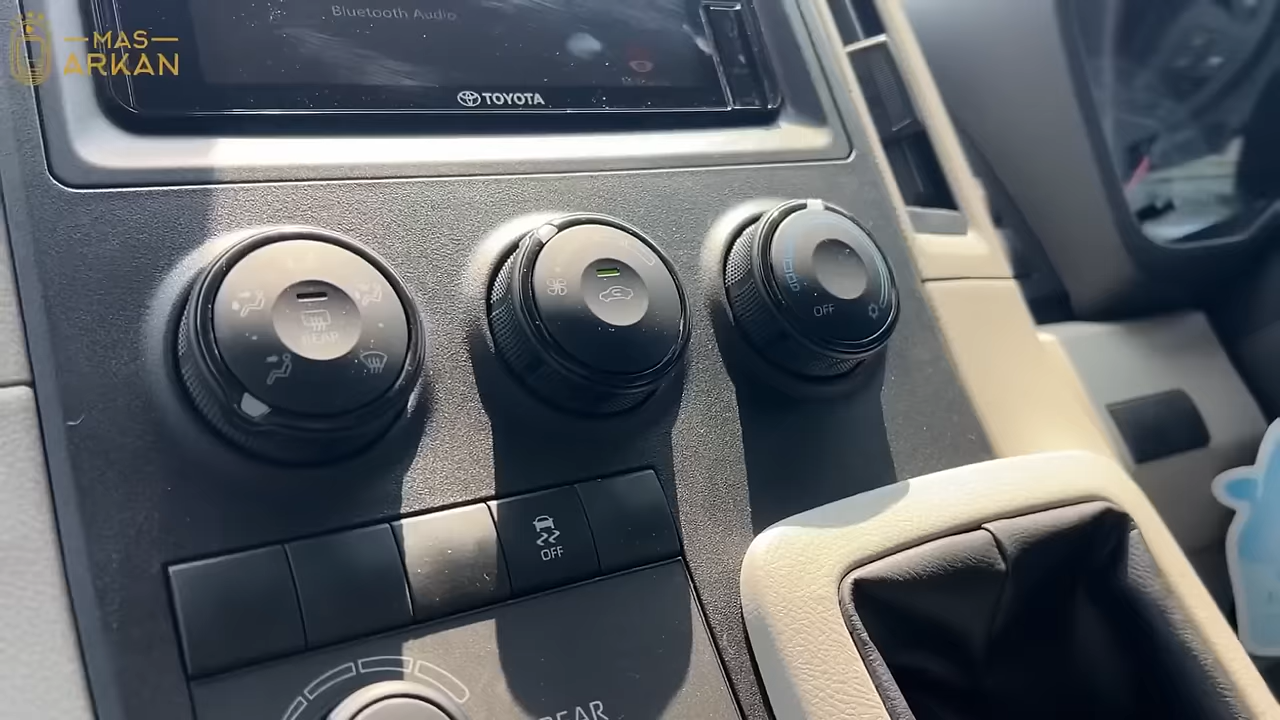 MAS
ARKAN
Bluetooth Audio
TOYOTA
REAR
OFF
OFF
REAR